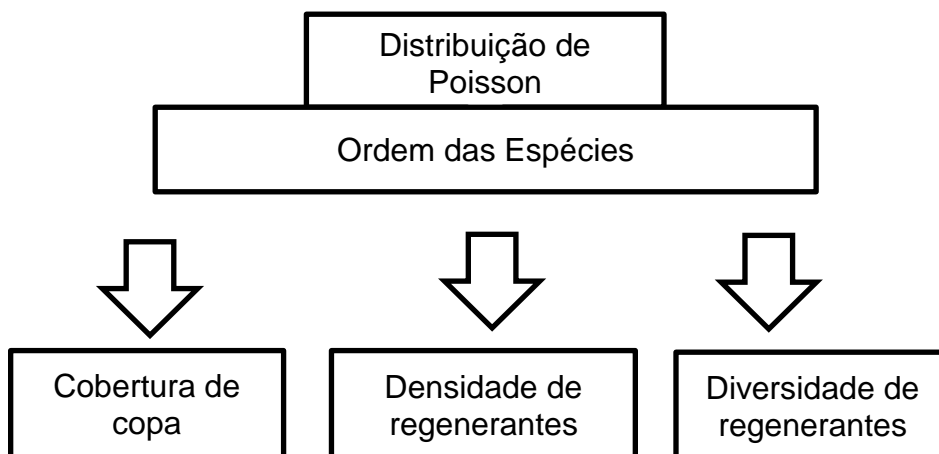 Distribuição de
Poisson
Ordem das Espécies
Cobertura de
copa
Densidade de
regenerantes
Diversidade de
regenerantes